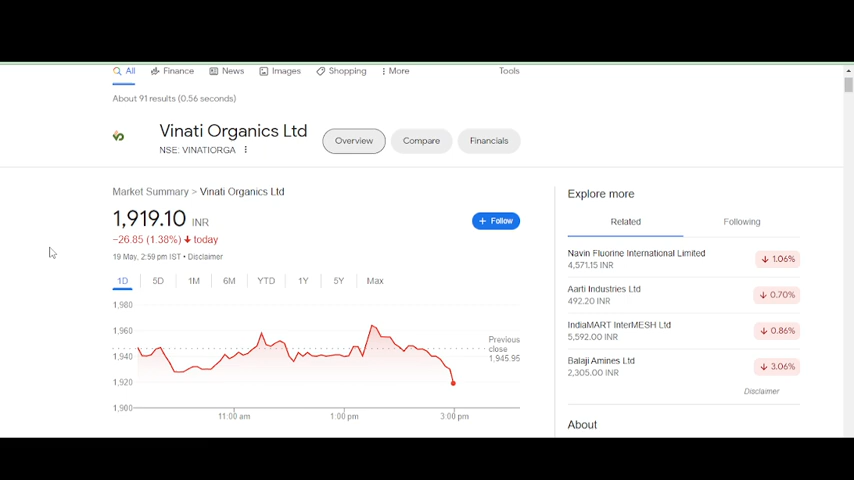 All Finance News Images Shopping More Tools
About 91 results (0.56 seconds)
Vinati Organics Ltd
NSE: VINATIORGA
Overview Compare Financials
Market Summary > Vinati Organics Ltd
1,919.10 INR
+ Follow
−26.85 (1.38%) today
19 May, 2:59 pm IST • Disclaimer
1D 5D 1M 6M YTD 1Y 5Y Max
1,980
1,960
1,940
1,920
1,900
Previous
close
1,945.95
11:00 am 1:00 pm 3:00 pm
Explore more
Related Following
Navin Fluorine International Limited
4,571.15 INR
1.06%
Aarti Industries Ltd
492.20 INR
0.70%
IndiaMART InterMESH Ltd
5,592.00 INR
0.86%
Balaji Amines Ltd
2,305.00 INR
3.06%
Disclaimer
About